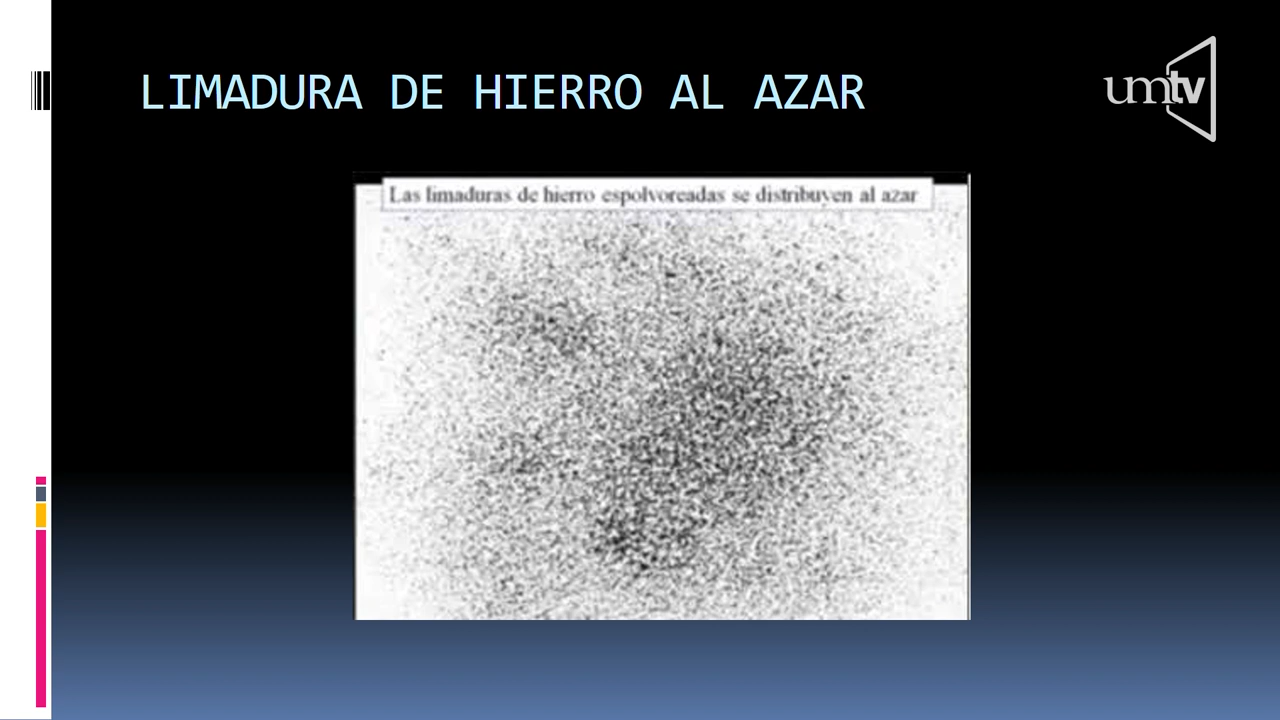 LIMADURA DE HIERRO AL AZAR
umtv
Las limaduras de hierro espolvoreadas se distribuyen al azar